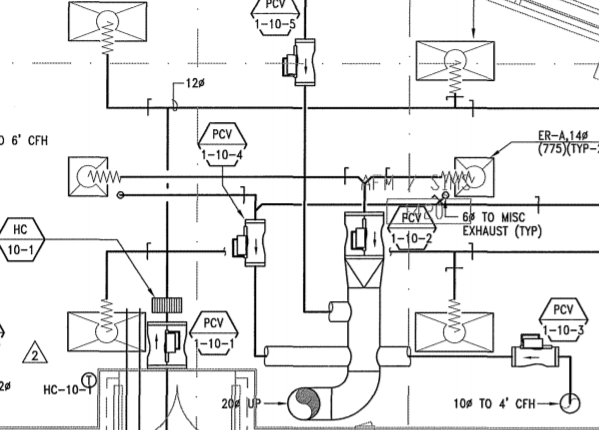 PCV
1-10-5
12ø
6' CFH
PCV
1-10-4
ER-A,14ø
(775)(TYP-
HC
10-1
PCV
1-10-2
6ø TO MISC
EXHAUST (TYP)
PCV
1-10-1
PCV
1-10-3
2
HC-10-1
T
20ø UP
10ø TO 4' CFH